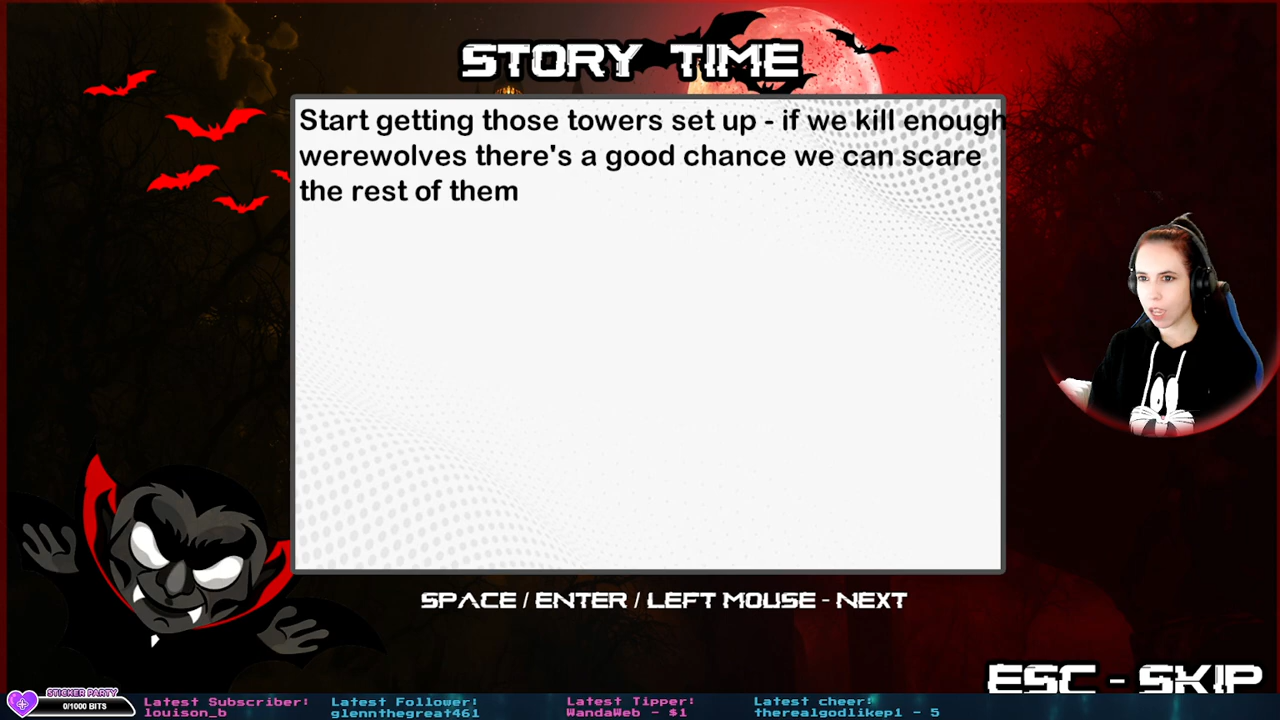 STORY TIME
Start getting those towers set up - if we kill enough
werewolves there's a good chance we can scare
the rest of them
SPACE / ENTER / LEFT MOUSE - NEXT
ESC - SKIP
STICKER PARTY
0/1000 BITS
Latest Subscriber:
louison_b
Latest Follower:
glennthegreat461
Latest Tipper:
WandaWeb - $1
Latest cheer:
therealgodlikep1 - 5